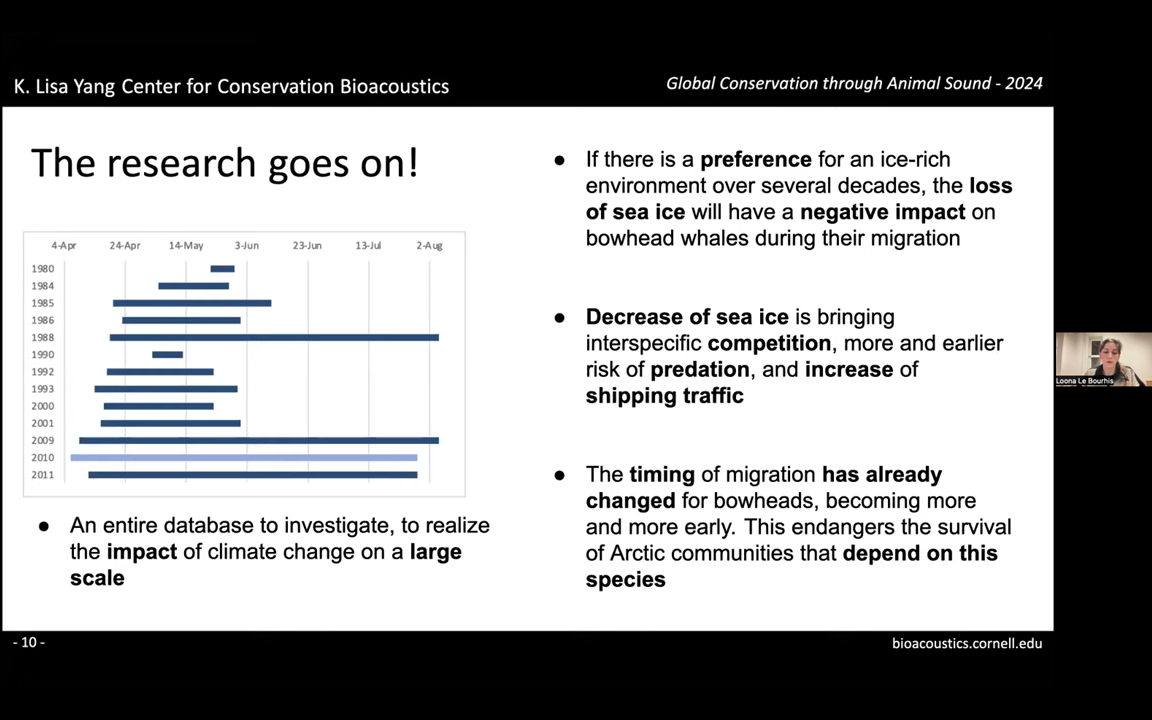 K. Lisa Yang Center for Conservation Bioacoustics
Global Conservation through Animal Sound - 2024
The research goes on!
4-Apr 24-Apr 14-May 3-Jun 23-Jun 13-Jul 2-Aug
1980
1984
1985
1986
1988
1990
1992
1993
2000
2001
2009
2010
2011
● An entire database to investigate, to realize
the impact of climate change on a large
scale
● If there is a preference for an ice-rich
environment over several decades, the loss
of sea ice will have a negative impact on
bowhead whales during their migration
● Decrease of sea ice is bringing
interspecific competition, more and earlier
risk of predation, and increase of
shipping traffic
● The timing of migration has already
changed for bowheads, becoming more
and more early. This endangers the survival
of Arctic communities that depend on this
species
Loona Le Bourhis
- 10 -
bioacoustics.cornell.edu